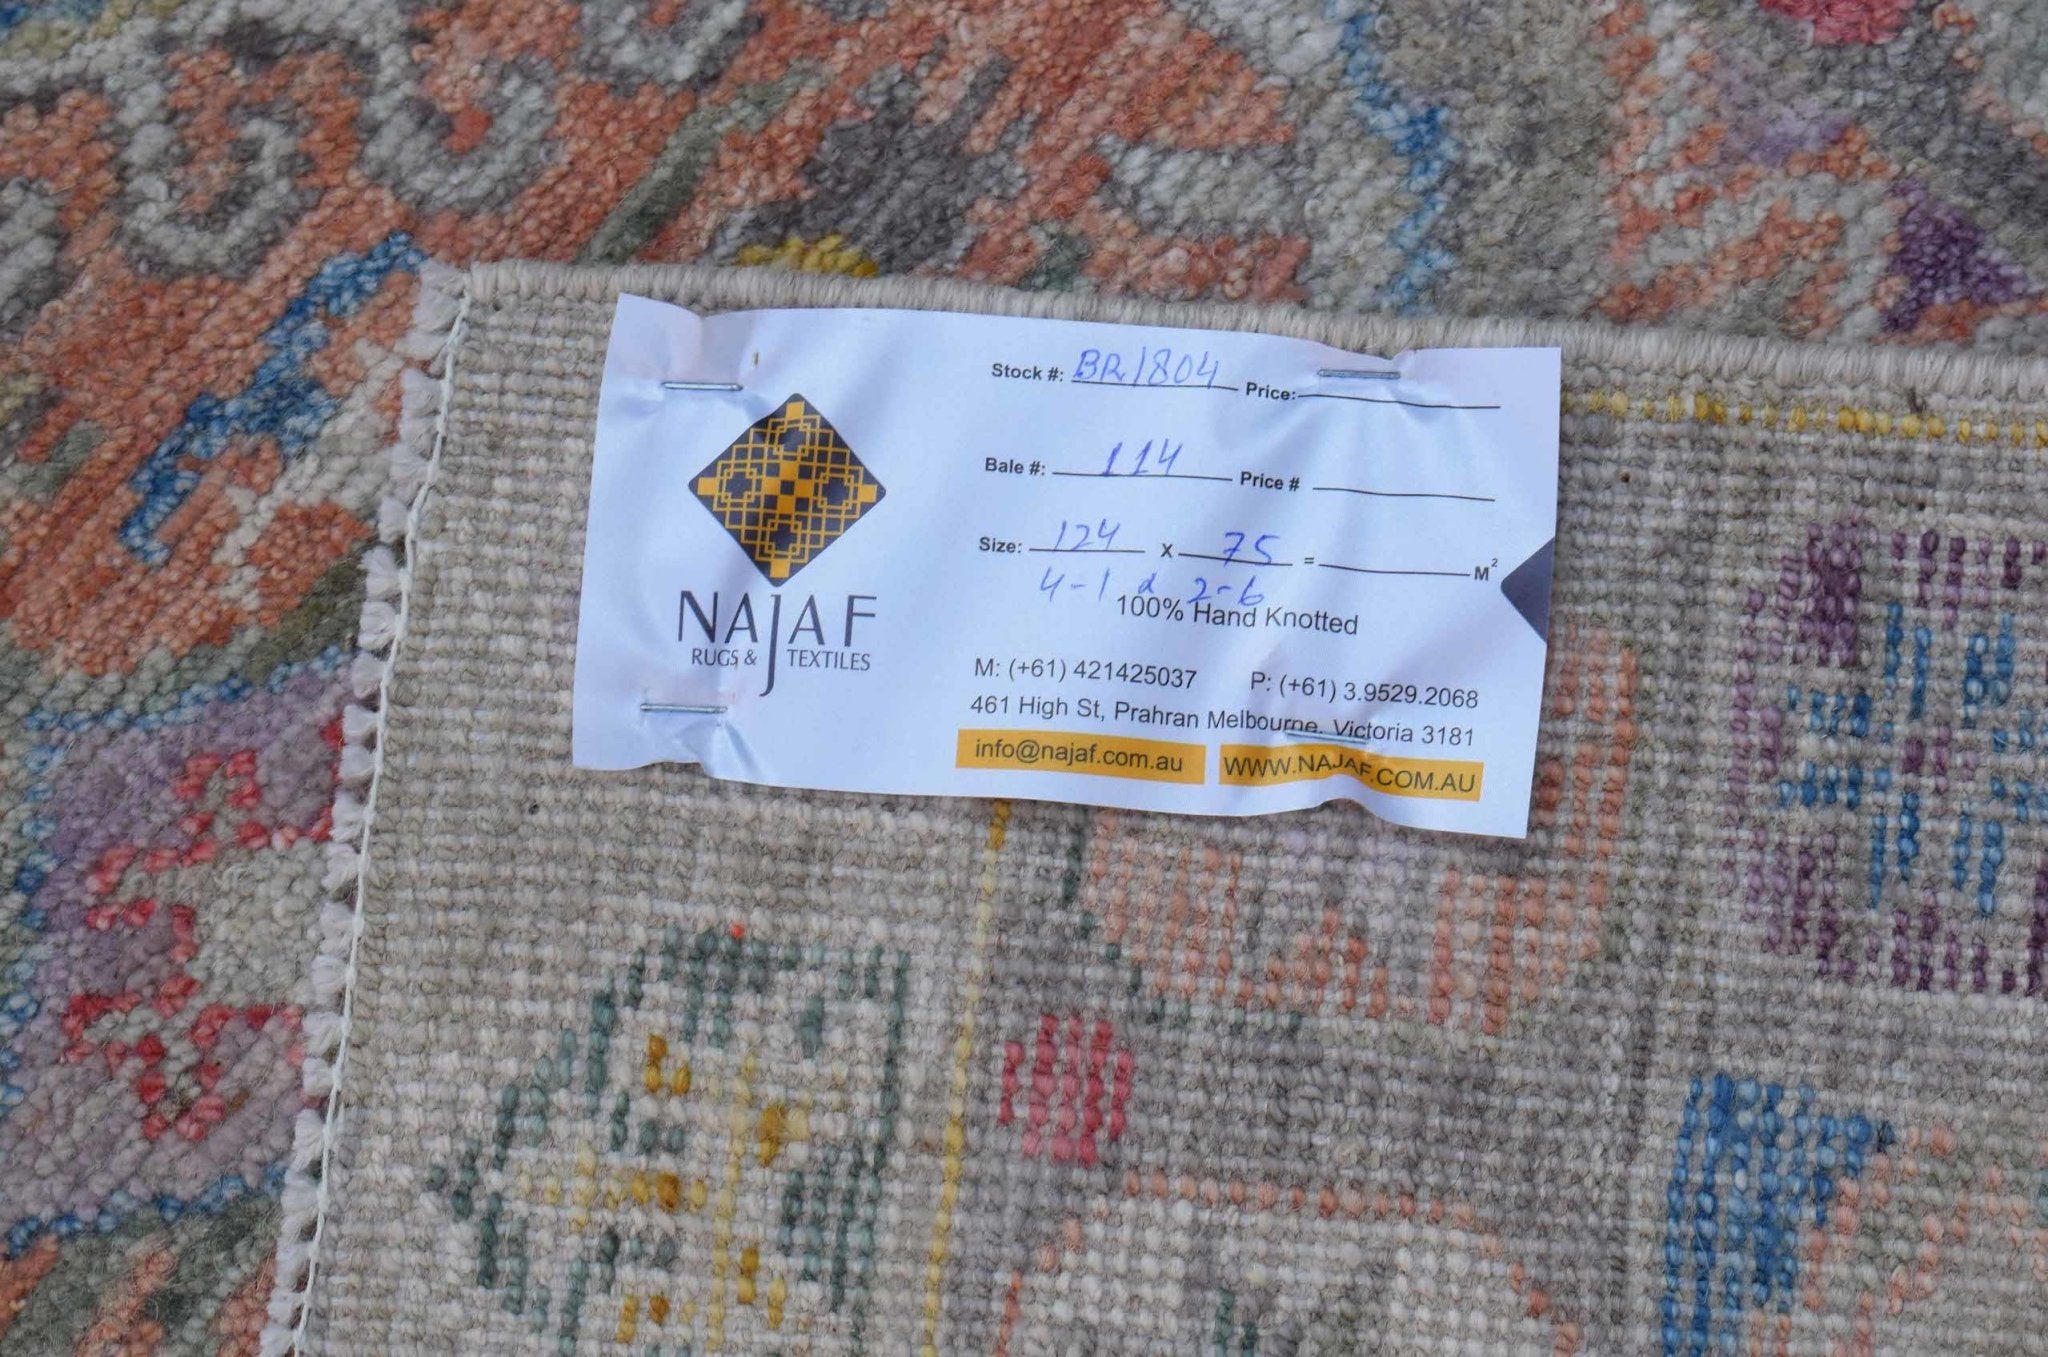 NAJAF
RUGS & TEXTILES
Stock #: BR1804 Price:
Bale #: 114 Price #
Size: 124 X 75 = M²
4-1 x 2-6
100% Hand Knotted
M: (+61) 421425037 P: (+61) 3.9529.2068
461 High St, Prahran Melbourne, Victoria 3181
info@najaf.com.au WWW.NAJAF.COM.AU